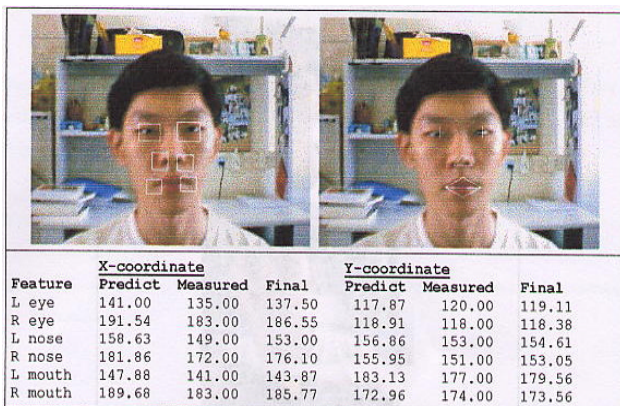 X-coordinate Y-coordinate
Feature Predict Measured Final Predict Measured Final
L eye 141.00 135.00 137.50 117.87 120.00 119.11
R eye 191.54 183.00 186.55 118.91 118.00 118.38
L nose 158.63 149.00 153.00 156.86 153.00 154.61
R nose 181.86 172.00 176.10 155.95 151.00 153.05
L mouth 147.88 141.00 143.87 183.13 177.00 179.56
R mouth 189.68 183.00 185.77 172.96 174.00 173.56